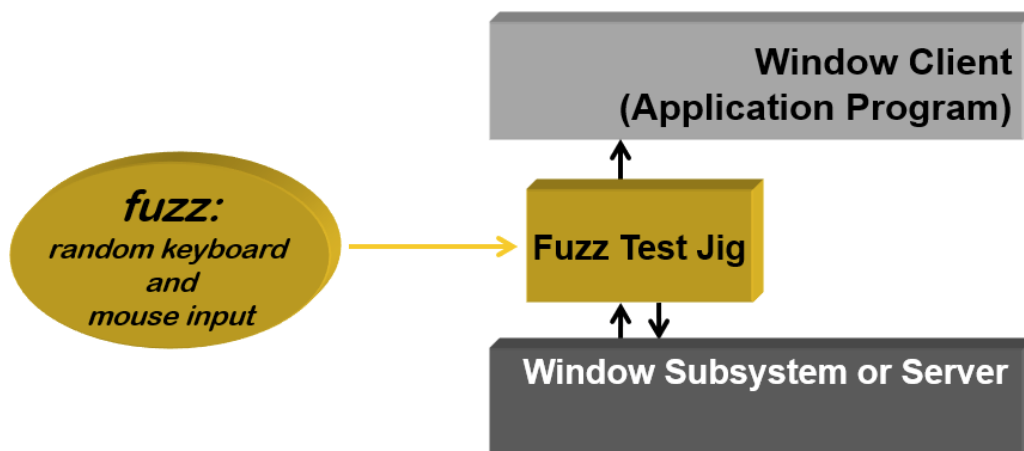 Window Client
(Application Program)
fuzz:
random keyboard
and
mouse input
Fuzz Test Jig
Window Subsystem or Server